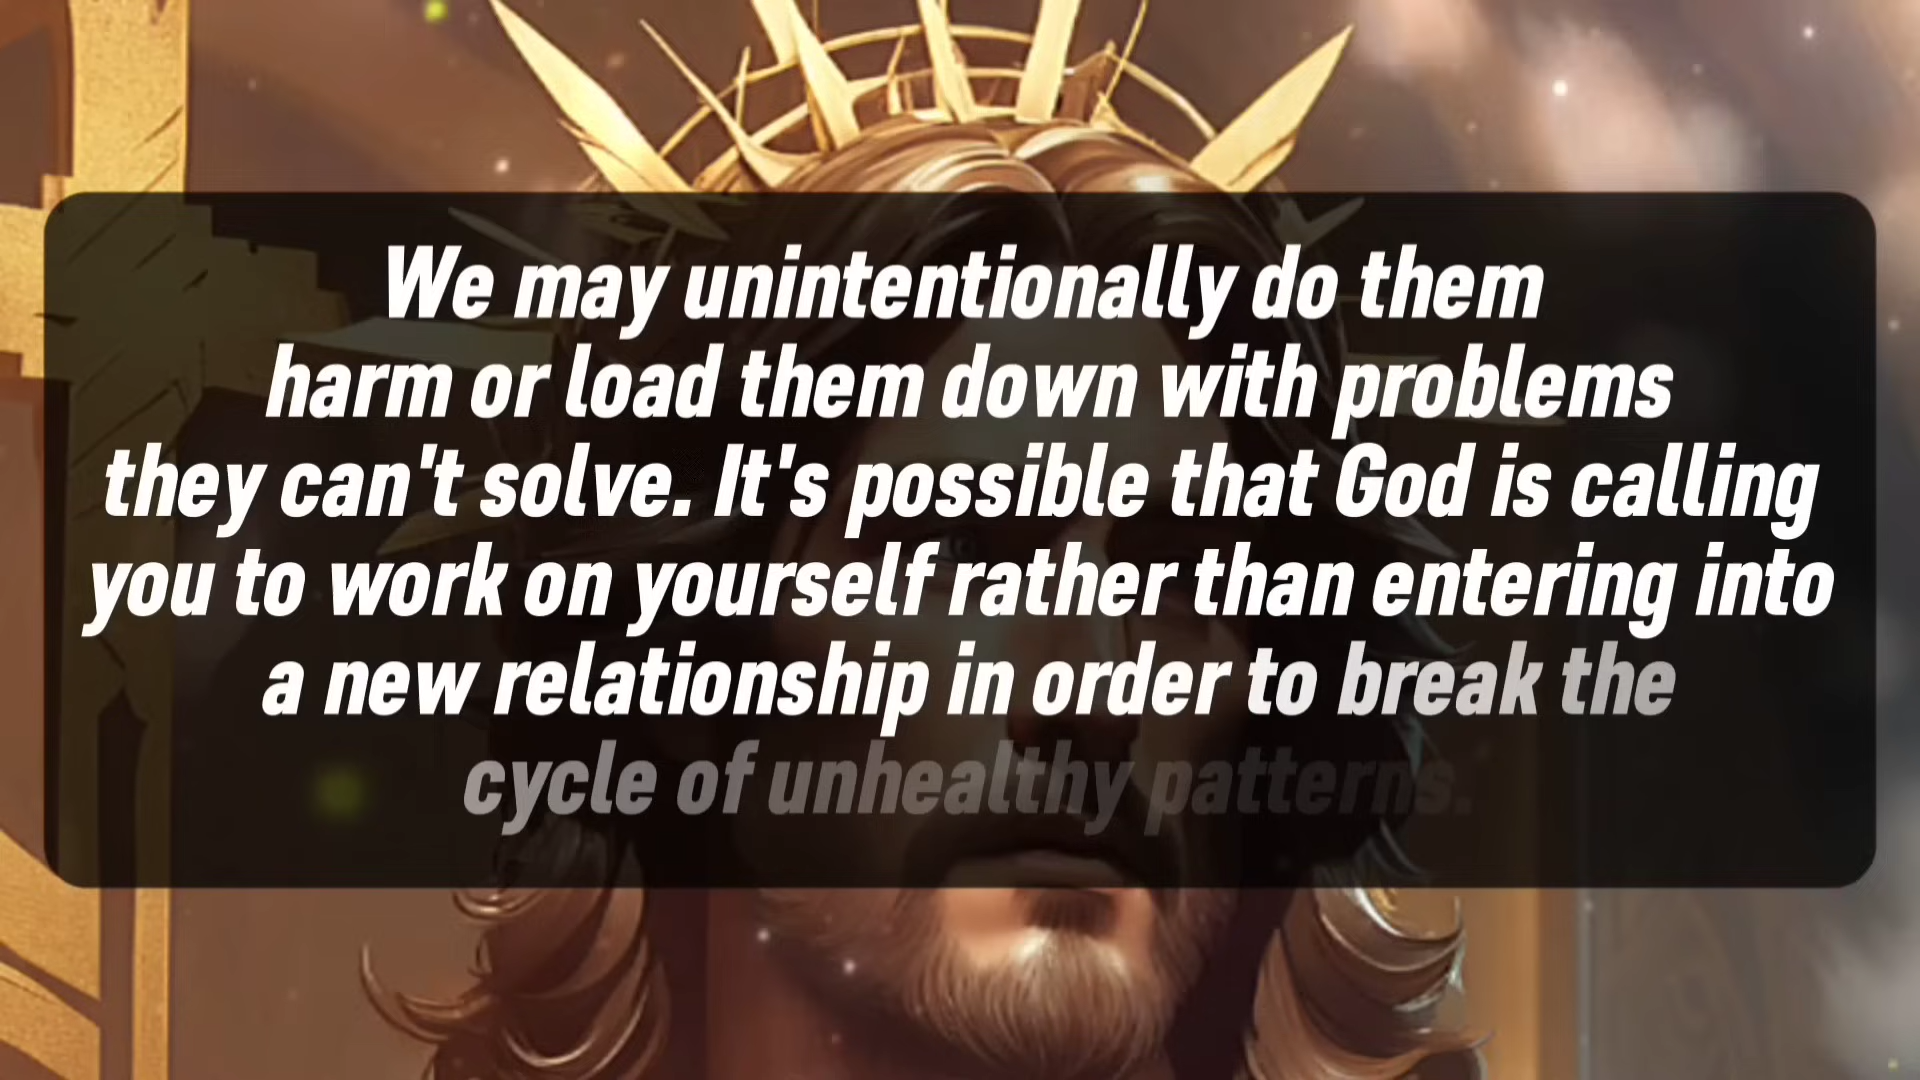 We may unintentionally do them
harm or load them down with problems
they can't solve. It's possible that God is calling
you to work on yourself rather than entering into
a new relationship in order to break the
cycle of unhealthy patterns.